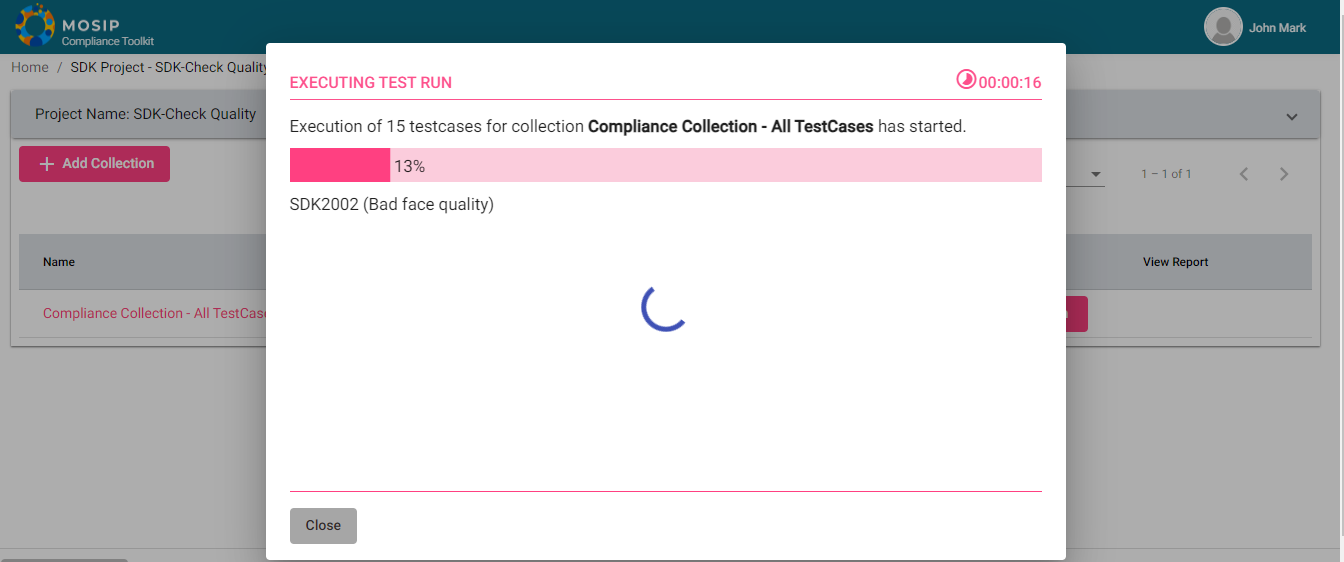 MOSIP
Compliance Toolkit
John Mark
Home / SDK Project - SDK-Check Quality
EXECUTING TEST RUN
00:00:16
Project Name: SDK-Check Quality
Execution of 15 testcases for collection Compliance Collection - All TestCases has started.
+ Add Collection
13%
1 – 1 of 1
SDK2002 (Bad face quality)
Name
View Report
Compliance Collection - All TestCase
Close